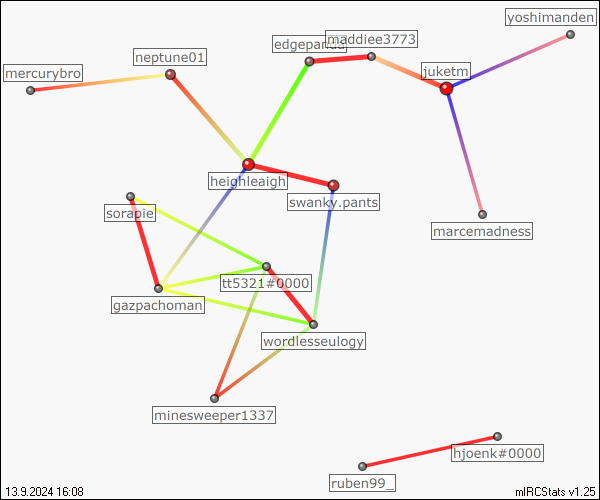 yoshimanden
edgepanda
maddiee3773
neptune01
mercurybro
juketm
heighleaigh
swanky.pants
sorapie
marcemadness
tt5321#0000
gazpachoman
wordlesseulogy
minesweeper1337
hjoenk#0000
ruben99_
13.9.2024 16:08
mIRCStats v1.25